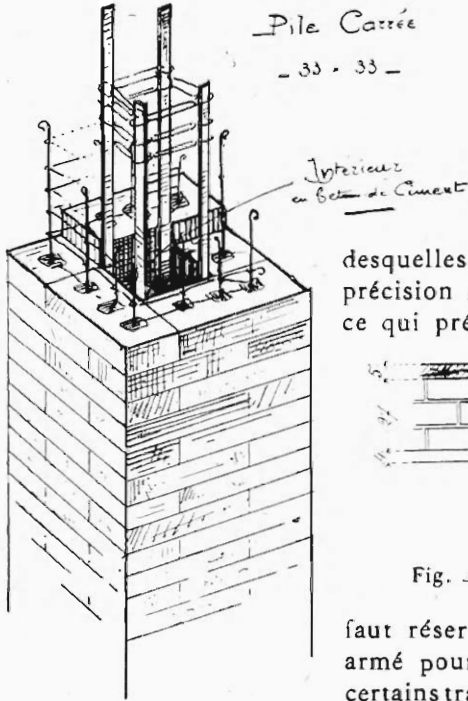 Pile Carrée
- 33 - 33 -
Intérieur
en Béton de Ciment
desquelles
précision
ce qui pré
Fig.
faut réser
armé pour
certains tra